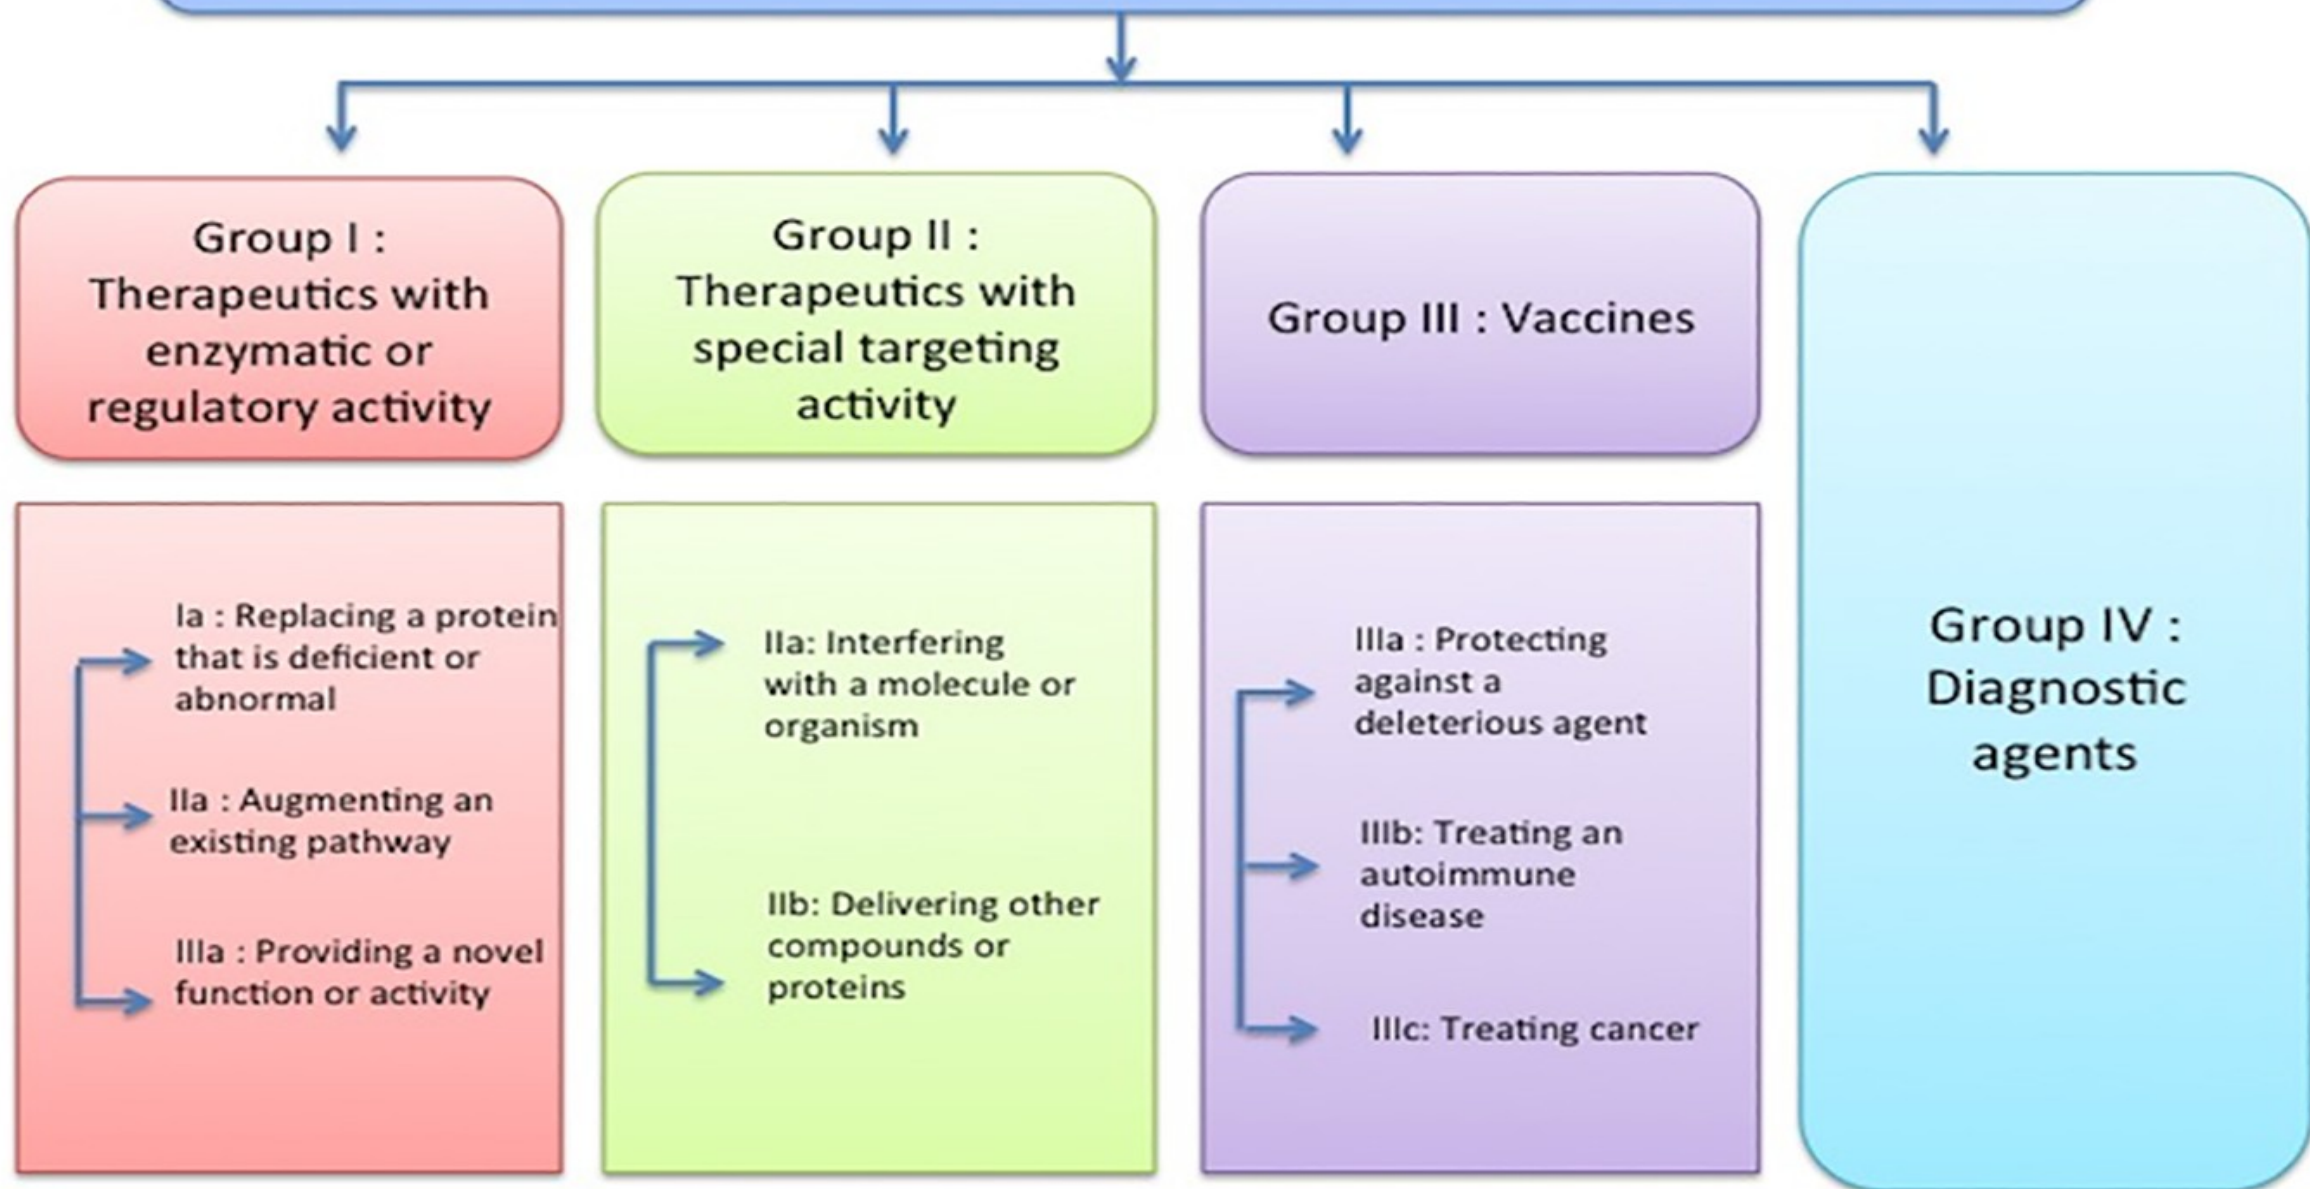 Group I :
Therapeutics with
enzymatic or
regulatory activity
Group II :
Therapeutics with
special targeting
activity
Group III : Vaccines
Group IV :
Diagnostic
agents
Ia : Replacing a protein
that is deficient or
abnormal
IIa : Augmenting an
existing pathway
IIIa : Providing a novel
function or activity
IIa: Interfering
with a molecule or
organism
IIb: Delivering other
compounds or
proteins
IIIa : Protecting
against a
deleterious agent
IIIb: Treating an
autoimmune
disease
IIIc: Treating cancer